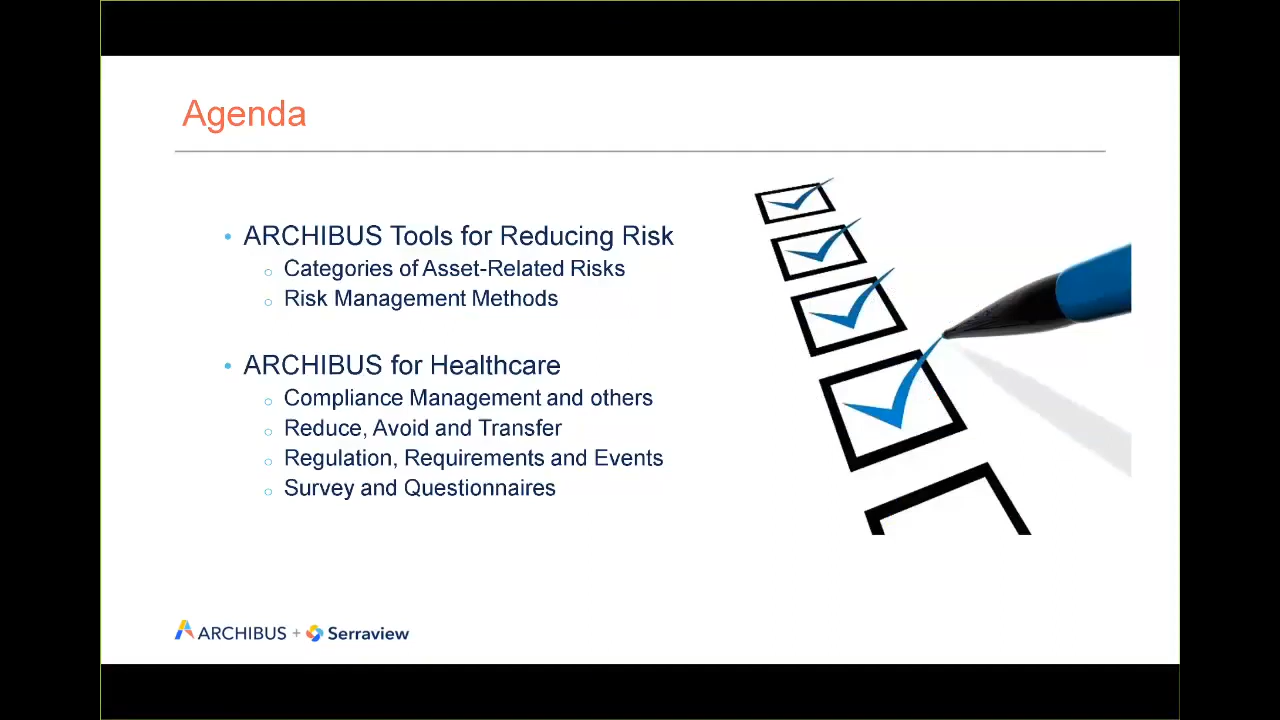 Agenda
• ARCHIBUS Tools for Reducing Risk
○ Categories of Asset-Related Risks
○ Risk Management Methods
• ARCHIBUS for Healthcare
○ Compliance Management and others
○ Reduce, Avoid and Transfer
○ Regulation, Requirements and Events
○ Survey and Questionnaires
ARCHIBUS + Serraview